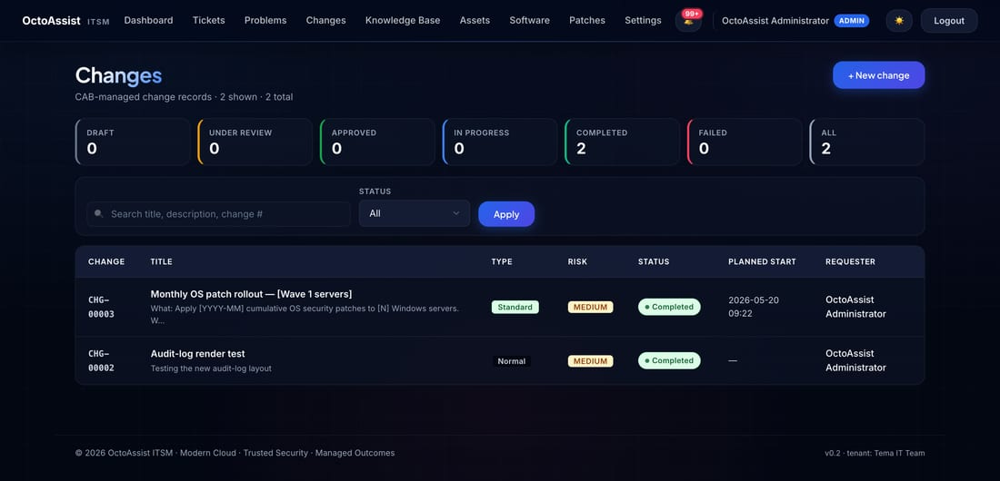 OctoAssist ITSM Dashboard Tickets Problems Changes Knowledge Base Assets Software Patches Settings 99+ OctoAssist Administrator ADMIN Logout
Changes
+ New change
CAB-managed change records · 2 shown · 2 total
DRAFT UNDER REVIEW APPROVED IN PROGRESS COMPLETED FAILED ALL
0 0 0 0 2 0 2
STATUS
Search title, description, change # All Apply
CHANGE TITLE TYPE RISK STATUS PLANNED START REQUESTER
CHG-00003
Monthly OS patch rollout — [Wave 1 servers]
What: Apply [YYYY-MM] cumulative OS security patches to [N] Windows servers.
W...
Standard MEDIUM Completed
2026-05-20
09:22
OctoAssist
Administrator
CHG-00002
Audit-log render test
Testing the new audit-log layout
Normal MEDIUM Completed —
OctoAssist
Administrator
© 2026 OctoAssist ITSM · Modern Cloud · Trusted Security · Managed Outcomes
v0.2 · tenant: Tema IT Team